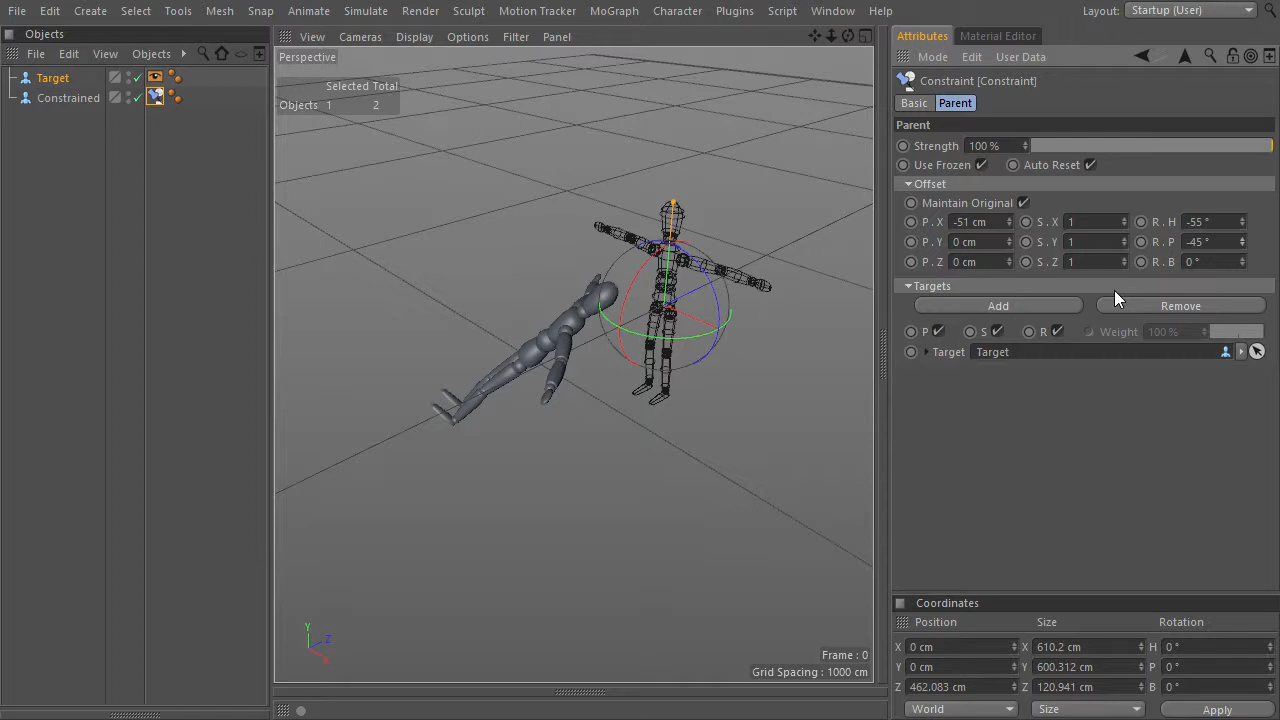 File Edit Create Select Tools Mesh Snap Animate Simulate Render Sculpt Motion Tracker MoGraph Character Plugins Script Window Help Layout: Startup (User)
Objects
File Edit View Objects
Target
Constrained
View Cameras Display Options Filter Panel
Perspective
Selected Total
Objects 1 2
Y
Z
X
Frame : 0
Grid Spacing : 1000 cm
Attributes Material Editor
Mode Edit User Data
Constraint [Constraint]
Basic Parent
Parent
Strength 100 %
Use Frozen Auto Reset
Offset
Maintain Original
P . X -51 cm S . X 1 R . H -55 °
P . Y 0 cm S . Y 1 R . P -45 °
P . Z 0 cm S . Z 1 R . B 0 °
Targets
Add Remove
P S R Weight 100 %
Target Target
Coordinates
Position Size Rotation
X 0 cm X 610.2 cm H 0 °
Y 0 cm Y 600.312 cm P 0 °
Z 462.083 cm Z 120.941 cm B 0 °
World Size Apply